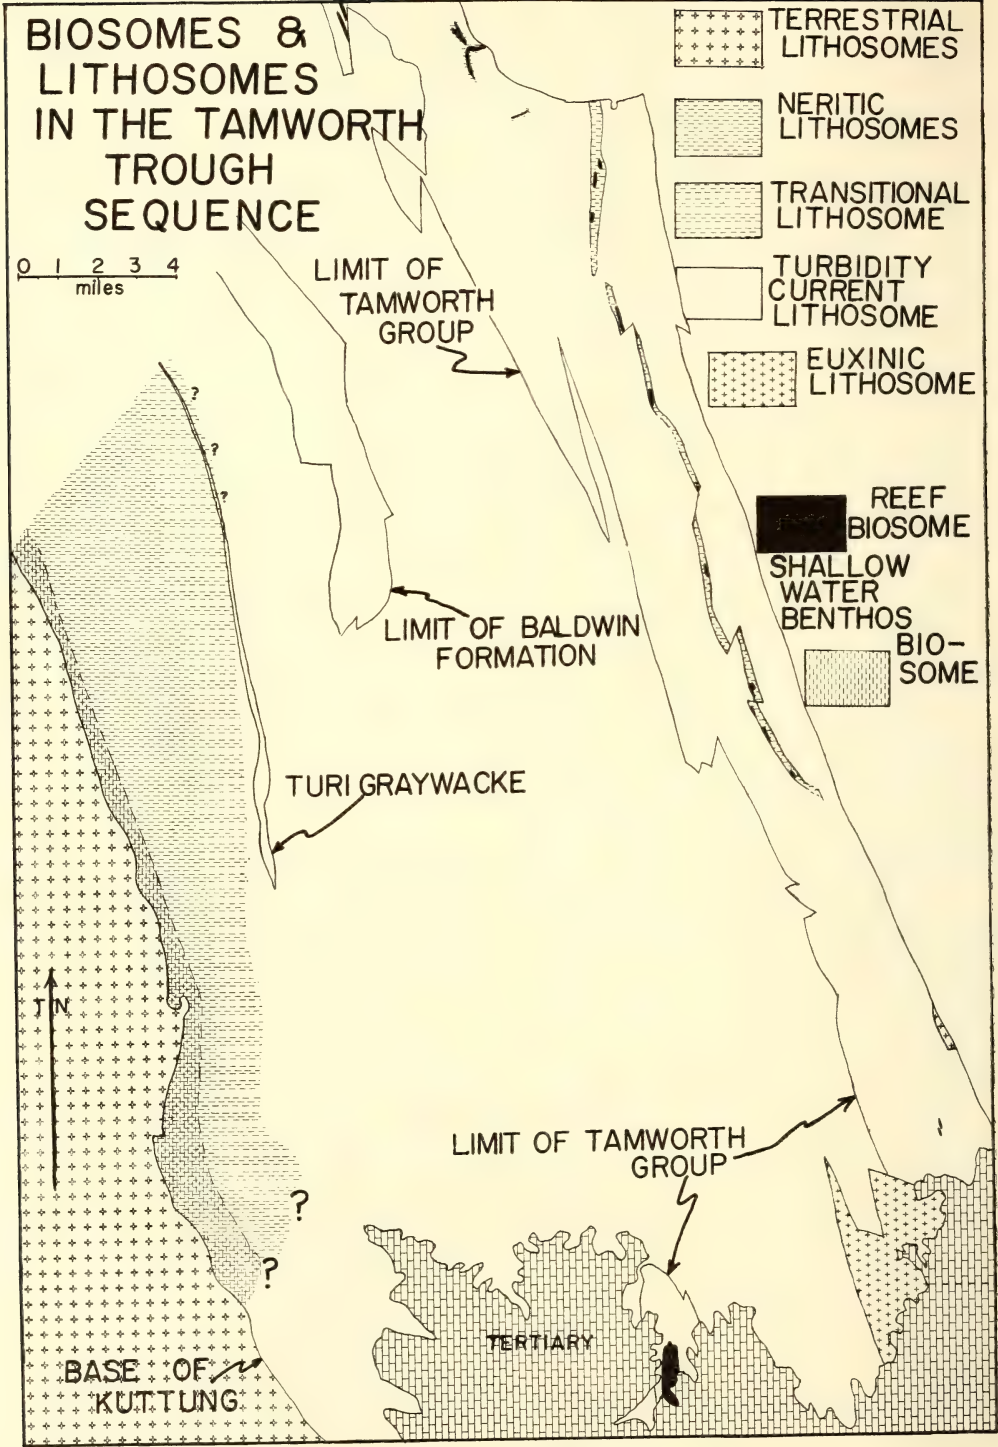 BIOSOMES &
LITHOSOMES
IN THE TAMWORTH
TROUGH
SEQUENCE
0 1 2 3 4
miles
TERRESTRIAL
LITHOSOMES
NERITIC
LITHOSOMES
TRANSITIONAL
LITHOSOME
TURBIDITY
CURRENT
LITHOSOME
EUXINIC
LITHOSOME
REEF
BIOSOME
SHALLOW
WATER
BENTHOS
BIO-
SOME
LIMIT OF
TAMWORTH
GROUP
?
?
?
LIMIT OF BALDWIN
FORMATION
TURI GRAYWACKE
T N
LIMIT OF TAMWORTH
GROUP
?
?
TERTIARY
BASE OF
KUTTUNG